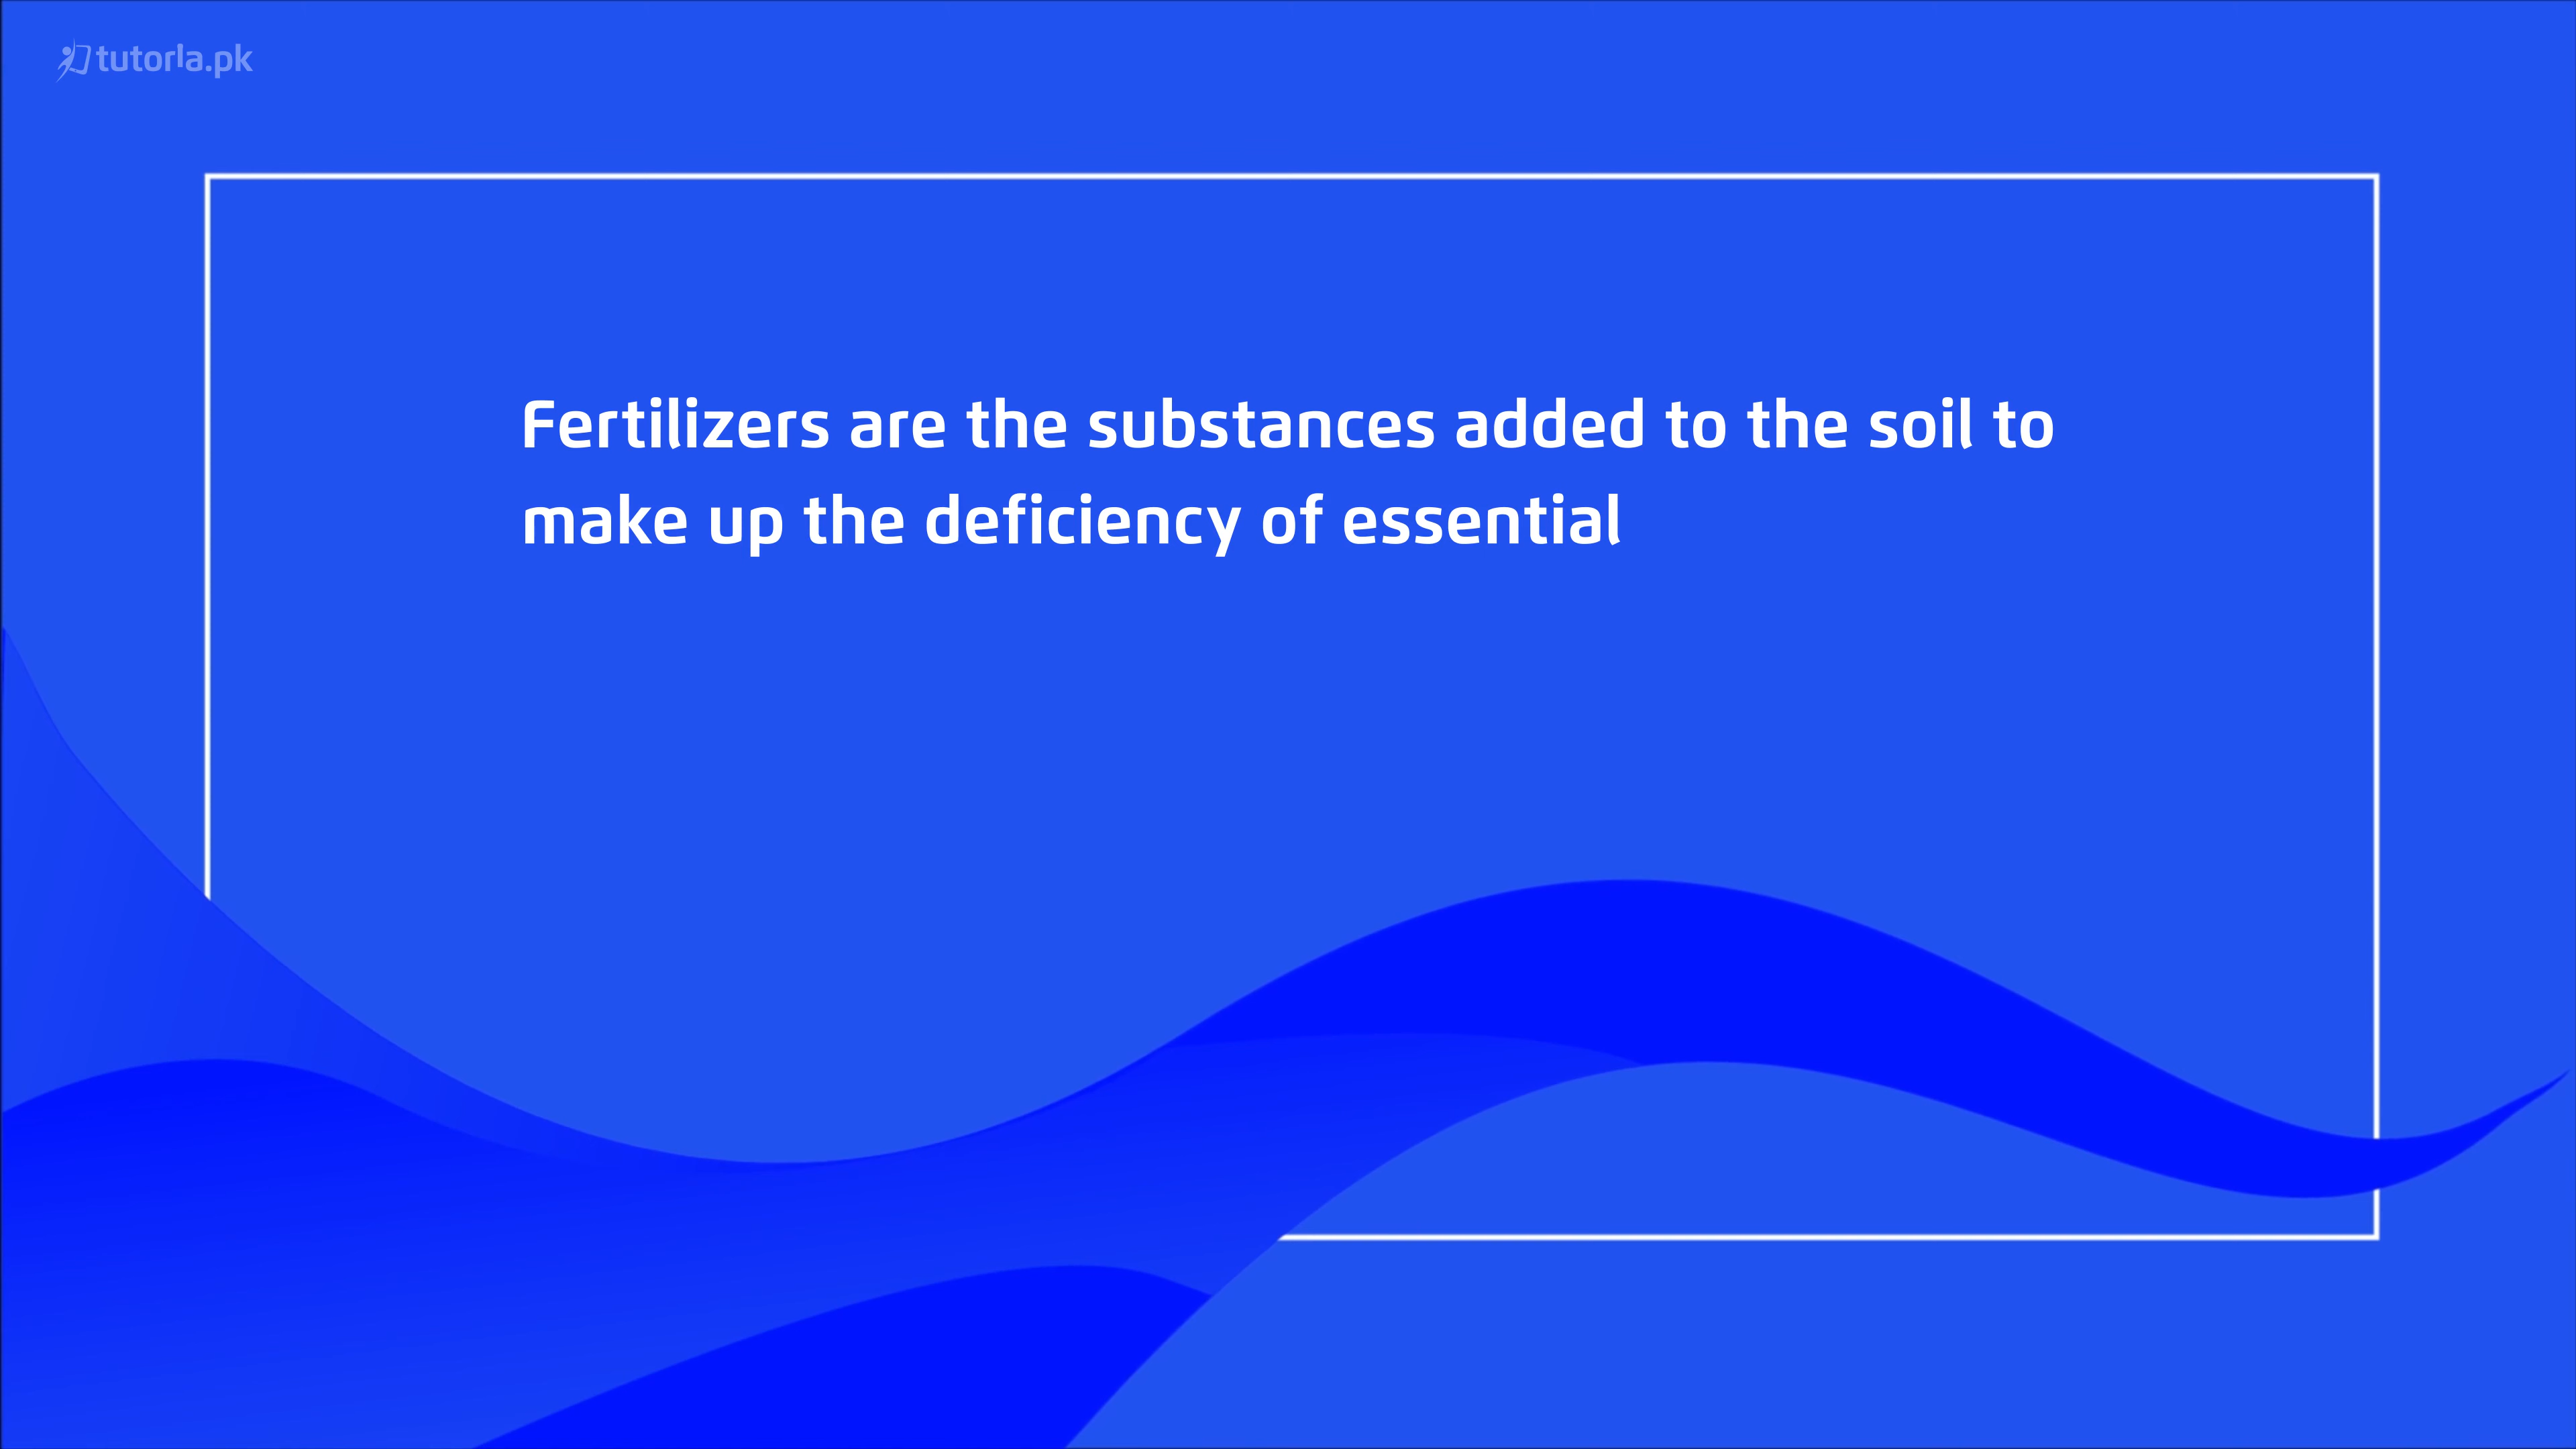 tutorla.pk
Fertilizers are the substances added to the soil to
make up the deficiency of essential